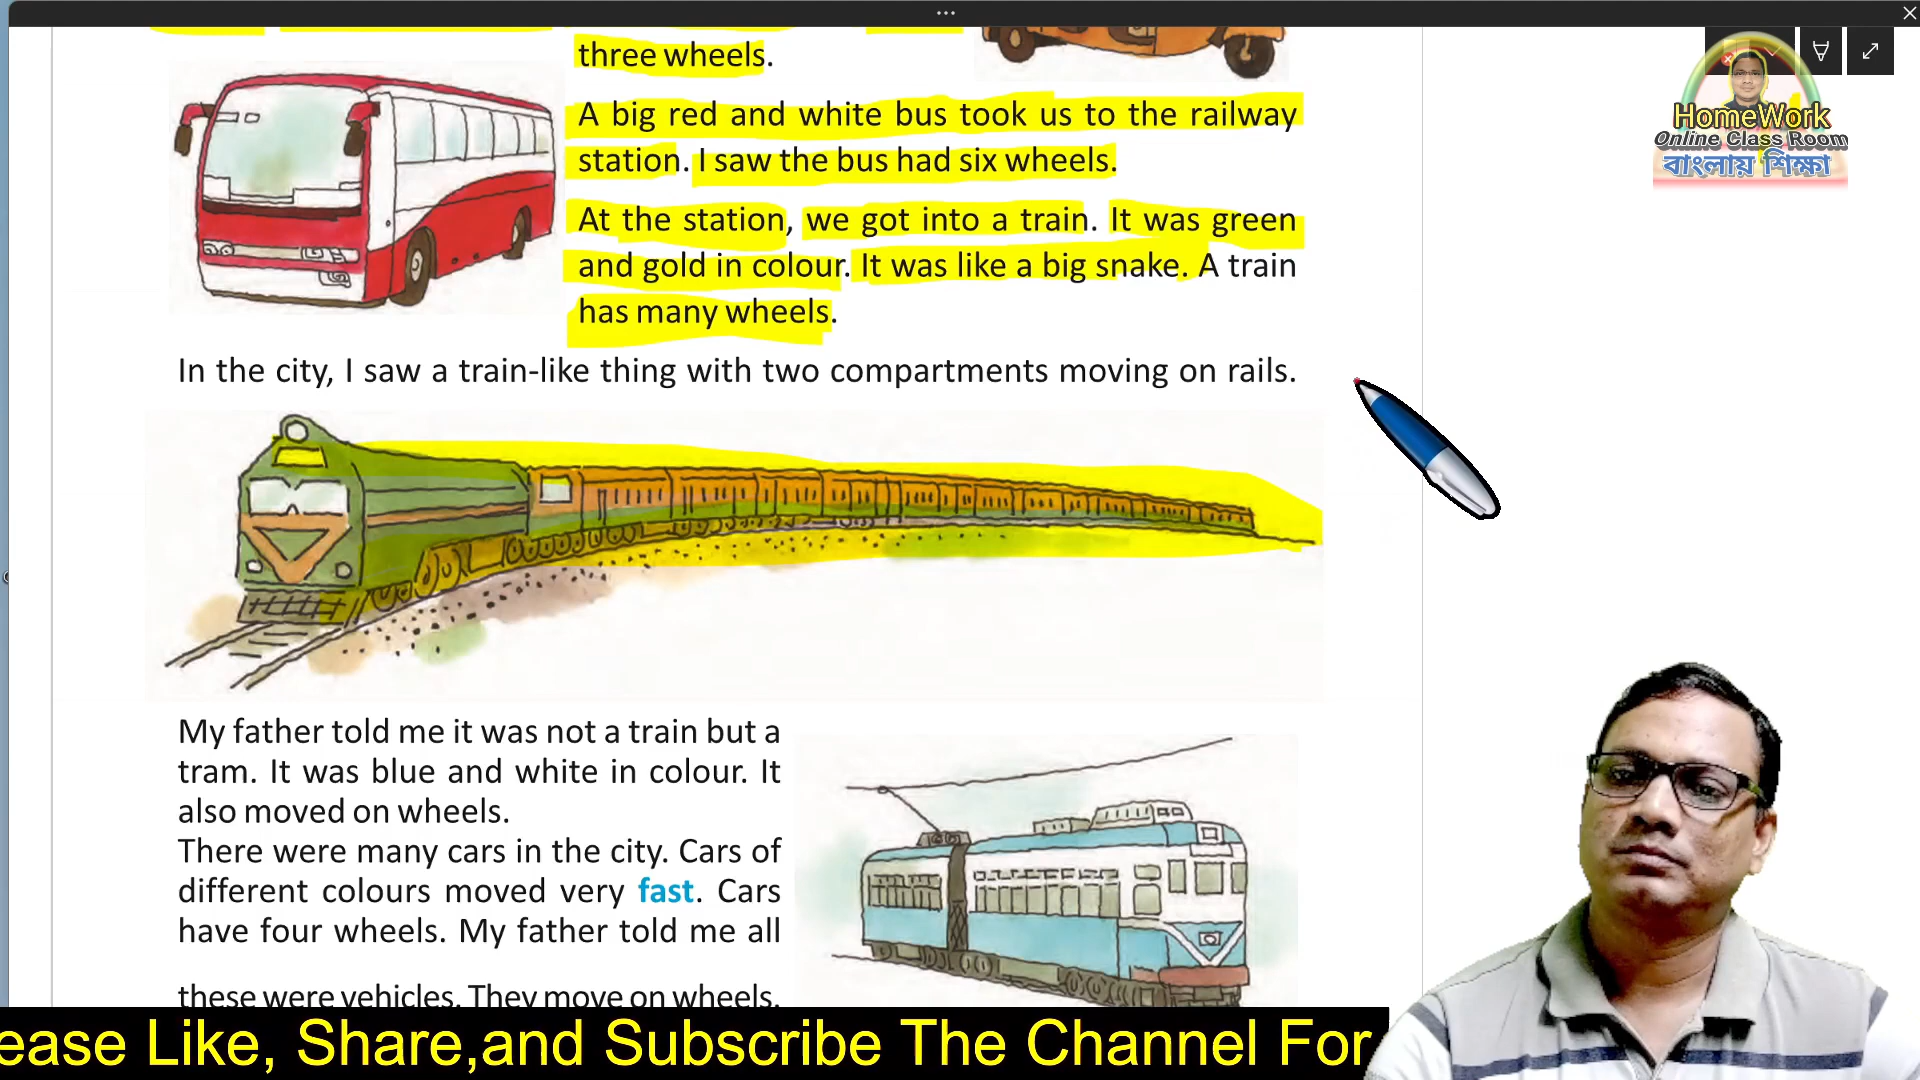 three wheels.
A big red and white bus took us to the railway
station. I saw the bus had six wheels.
At the station, we got into a train. It was green
and gold in colour. It was like a big snake. A train
has many wheels.
In the city, I saw a train-like thing with two compartments moving on rails.
My father told me it was not a train but a
tram. It was blue and white in colour. It
also moved on wheels.
There were many cars in the city. Cars of
different colours moved very fast. Cars
have four wheels. My father told me all
these were vehicles. They move on wheels.
HomeWork
Online Class Room
বাংলায় শিক্ষা
ease Like, Share,and Subscribe The Channel For